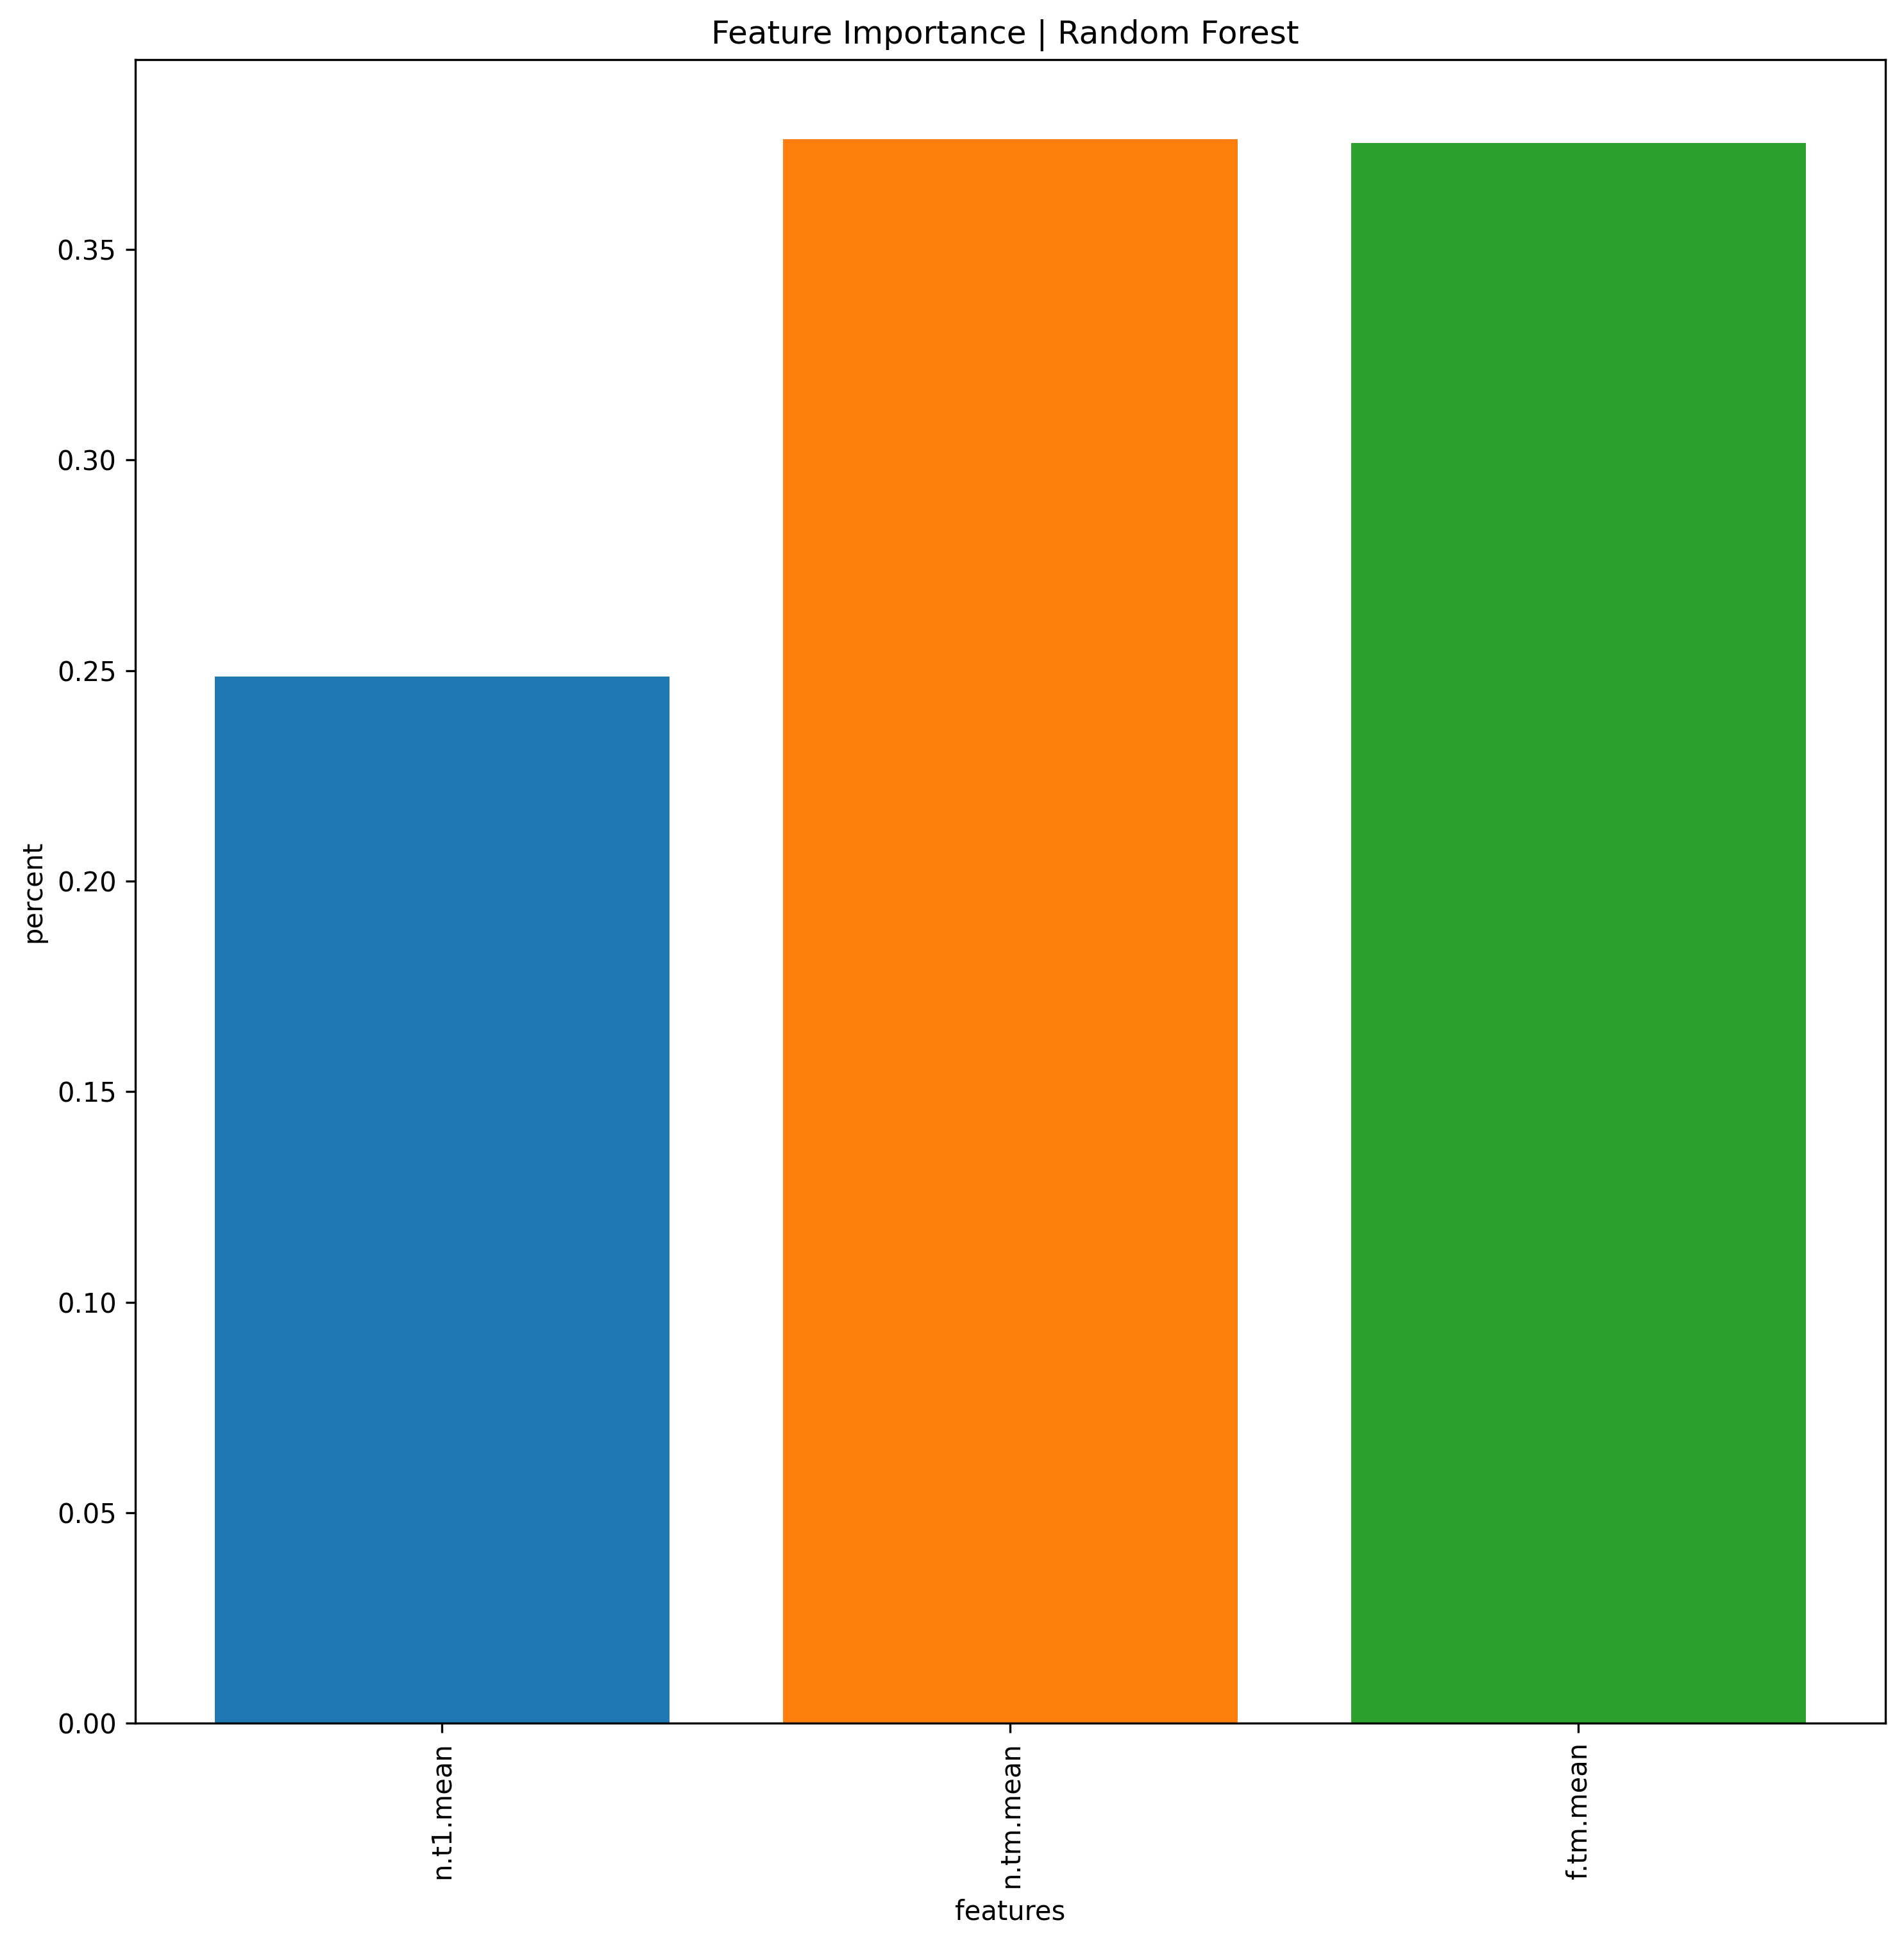 Feature Importance | Random Forest
percent
0.35
0.30
0.25
0.20
0.15
0.10
0.05
0.00
n.t1.mean
n.tm.mean
f.tm.mean
features